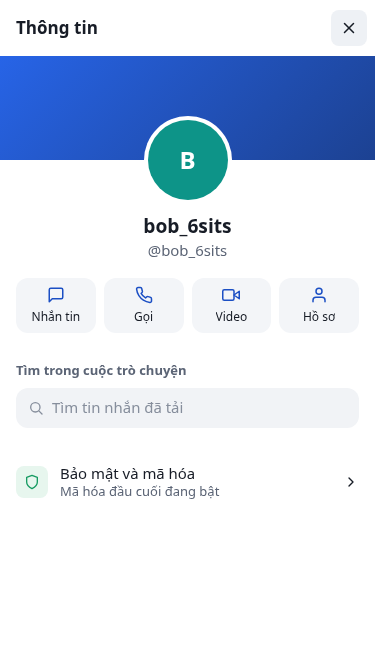 Thông tin
B
bob_6sits
@bob_6sits
Nhắn tin
Gọi
Video
Hồ sơ
Tìm trong cuộc trò chuyện
Tìm tin nhắn đã tải
Bảo mật và mã hóa
Mã hóa đầu cuối đang bật